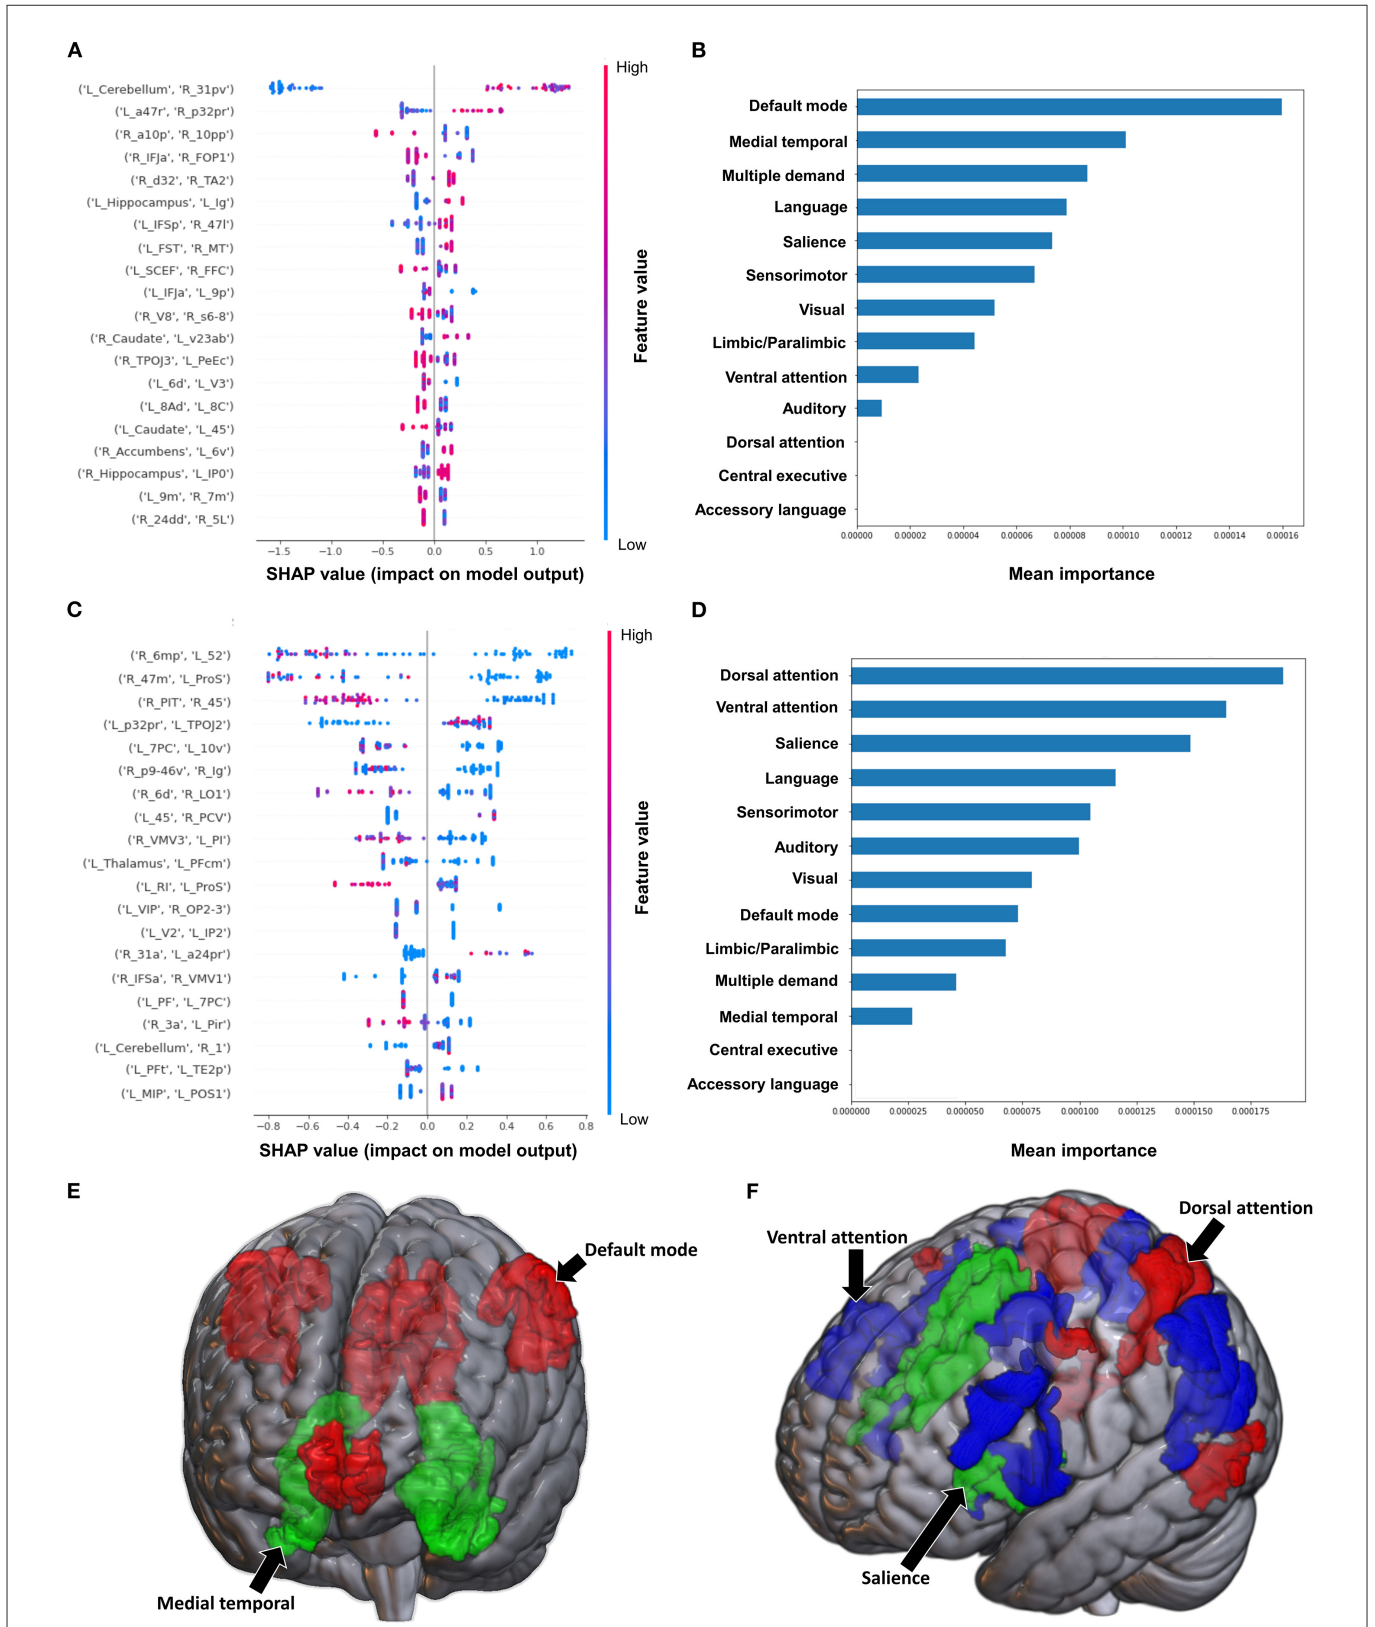 A
High
('L_Cerebellum', 'R_31pv')
('L_a47r', 'R_p32pr')
('R_a10p', 'R_10pp')
('R_IFJa', 'R_FOP1')
('R_d32', 'R_TA2')
('L_Hippocampus', 'L_Ig')
('L_IFSp', 'R_47l')
('L_FST', 'R_MT')
('L_SCEF', 'R_FFC')
('L_IFJa', 'L_9p')
('R_V8', 'R_s6-8')
('R_Caudate', 'L_v23ab')
('R_TPOJ3', 'L_PeEc')
('L_6d', 'L_V3')
('L_8Ad', 'L_8C')
('L_Caudate', 'L_45')
('R_Accumbens', 'L_6v')
('R_Hippocampus', 'L_IP0')
('L_9m', 'R_7m')
('R_24dd', 'R_5L')
Feature value
Low
−1.5 −1.0 −0.5 0.0 0.5 1.0
SHAP value (impact on model output)
B
Default mode
Medial temporal
Multiple demand
Language
Salience
Sensorimotor
Visual
Limbic/Paralimbic
Ventral attention
Auditory
Dorsal attention
Central executive
Accessory language
0.00000 0.00002 0.00004 0.00006 0.00008 0.00010 0.00012 0.00014 0.00016
Mean importance
C
High
('R_6mp', 'L_52')
('R_47m', 'L_ProS')
('R_PIT', 'R_45')
('L_p32pr', 'L_TPOJ2')
('L_7PC', 'L_10v')
('R_p9-46v', 'R_Ig')
('R_6d', 'R_LO1')
('L_45', 'R_PCV')
('R_VMV3', 'L_PI')
('L_Thalamus', 'L_PFcm')
('L_RI', 'L_ProS')
('L_VIP', 'R_OP2-3')
('L_V2', 'L_IP2')
('R_31a', 'L_a24pr')
('R_IFSa', 'R_VMV1')
('L_PF', 'L_7PC')
('R_3a', 'L_Pir')
('L_Cerebellum', 'R_1')
('L_PFt', 'L_TE2p')
('L_MIP', 'L_POS1')
Feature value
Low
−0.8 −0.6 −0.4 −0.2 0.0 0.2 0.4 0.6 0.8
SHAP value (impact on model output)
D
Dorsal attention
Ventral attention
Salience
Language
Sensorimotor
Auditory
Visual
Default mode
Limbic/Paralimbic
Multiple demand
Medial temporal
Central executive
Accessory language
0.000000 0.000025 0.000050 0.000075 0.000100 0.000125 0.000150 0.000175
Mean importance
E
Default mode
Medial temporal
F
Dorsal attention
Ventral attention
Salience